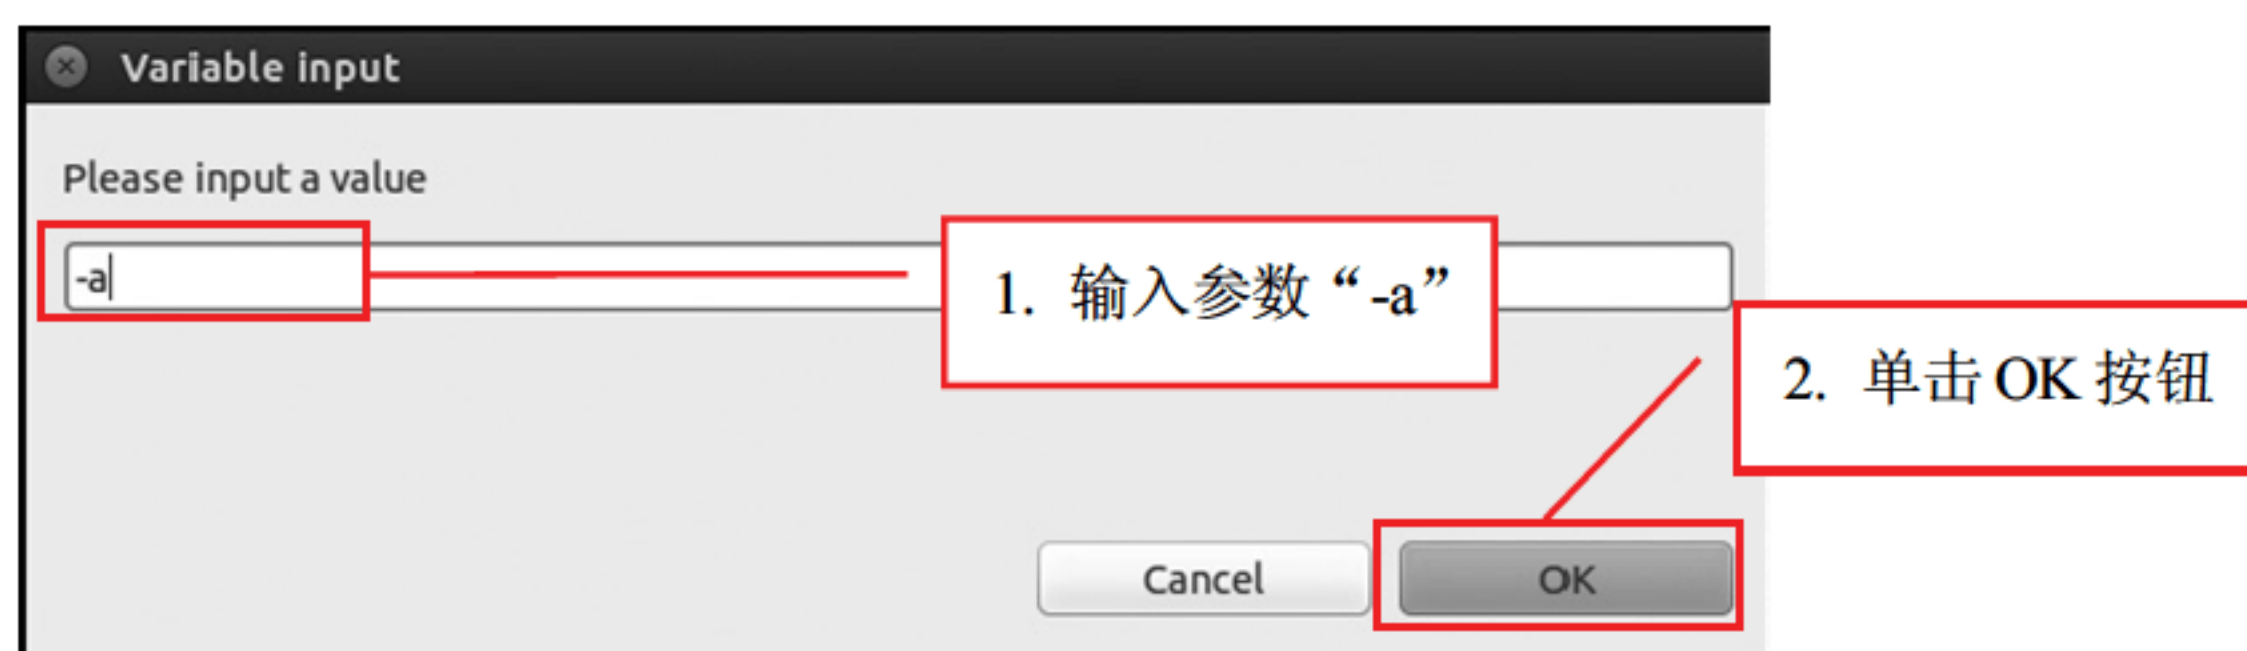 Variable input
Please input a value
-a
1. 输入参数“-a”
2. 单击 OK 按钮
Cancel
OK